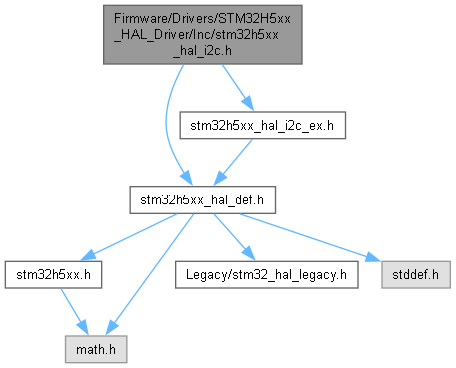 Firmware/Drivers/STM32H5xx
_HAL_Driver/Inc/stm32h5xx
_hal_i2c.h
stm32h5xx_hal_i2c_ex.h
stm32h5xx_hal_def.h
stm32h5xx.h
Legacy/stm32_hal_legacy.h
stddef.h
math.h